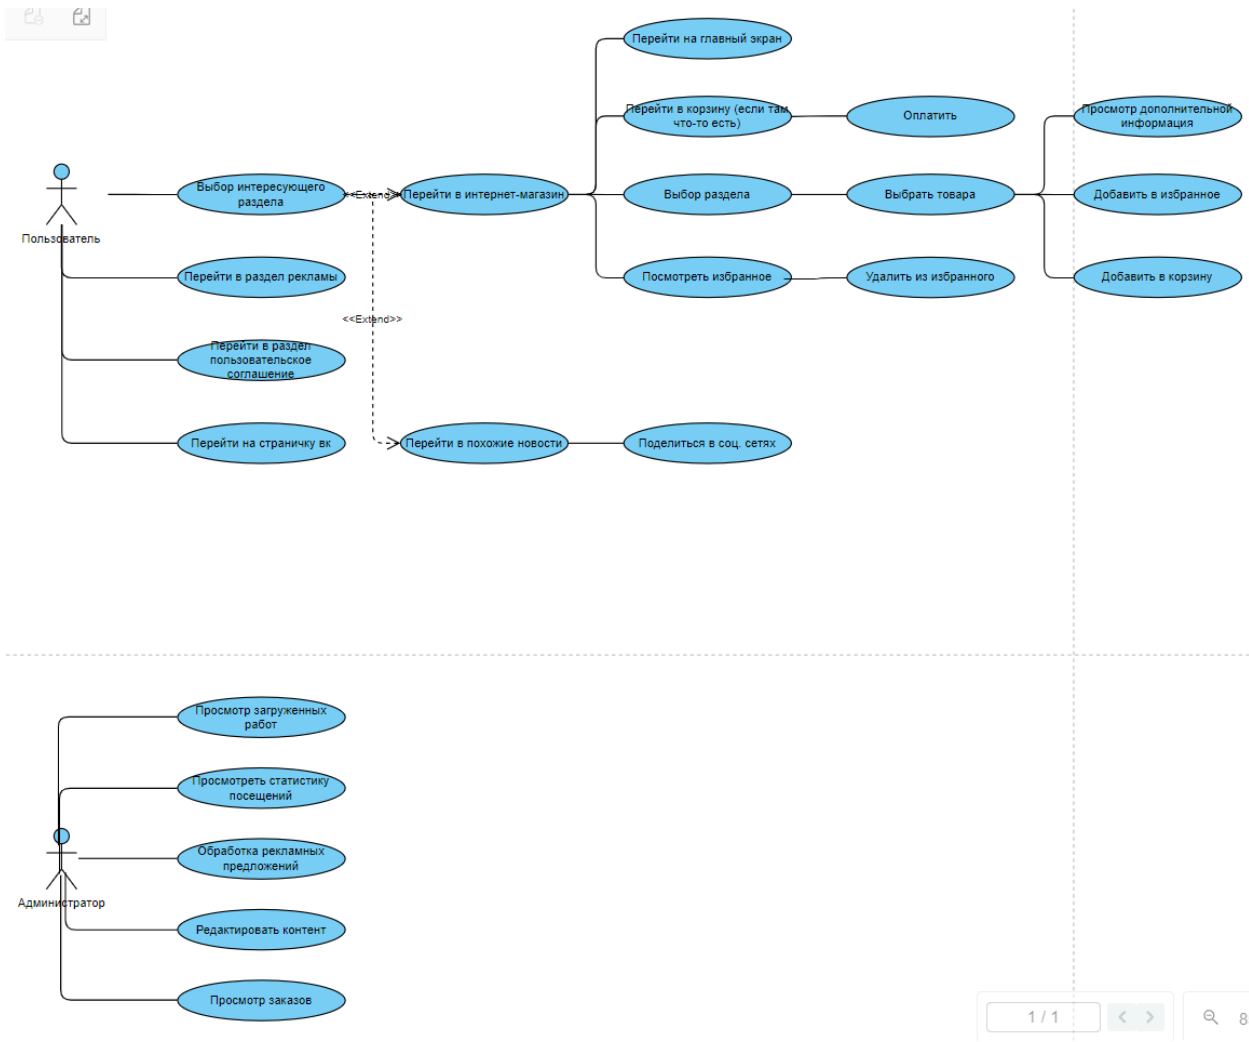 Перейти на главный экран
Перейти в корзину (если там
что-то есть)
Оплатить
Просмотр дополнительной
информация
Пользователь
Выбор интересующего
раздела
<<Extend>>
Перейти в интернет-магазин
Выбор раздела
Выбрать товара
Добавить в избранное
Перейти в раздел рекламы
Посмотреть избранное
Удалить из избранного
Добавить в корзину
<<Extend>>
Перейти в раздел
пользовательское
соглашение
Перейти на страничку вк
Перейти в похожие новости
Поделиться в соц. сетях
Просмотр загруженных
работ
Просмотреть статистику
посещений
Обработка рекламных
предложений
Администратор
Редактировать контент
Просмотр заказов
1 / 1
8